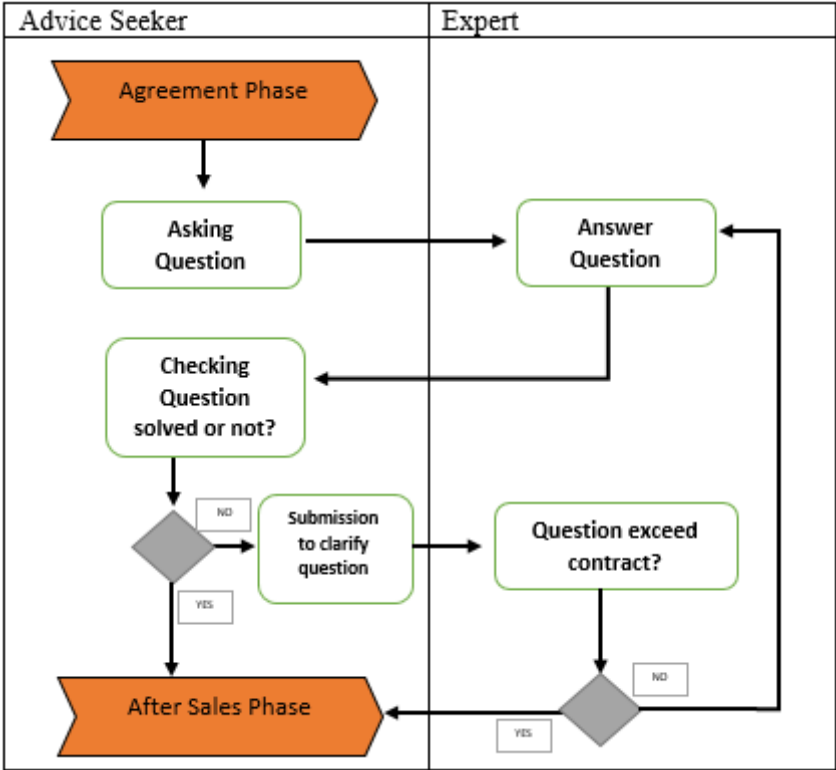 Advice Seeker
Expert
Agreement Phase
Asking
Question
Answer
Question
Checking
Question
solved or not?
NO
Submission
to clarify
question
Question exceed
contract?
YES
NO
After Sales Phase
YES